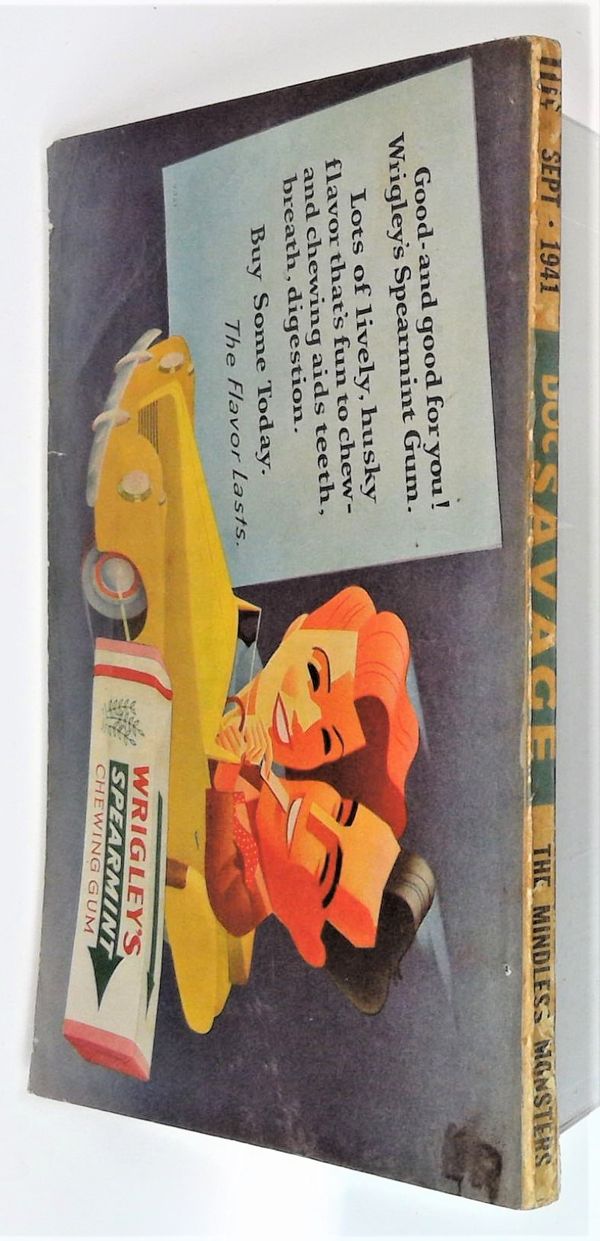 Good-and good for you!
Wrigley's Spearmint Gum.
Lots of lively, husky
flavor that's fun to chew-
and chewing aids teeth,
breath, digestion.
Buy Some Today.
The Flavor Lasts.
WRIGLEY'S
SPEARMINT
CHEWING GUM
SEPT · 1941 DOC SAVAGE THE MINDLESS MONSTERS